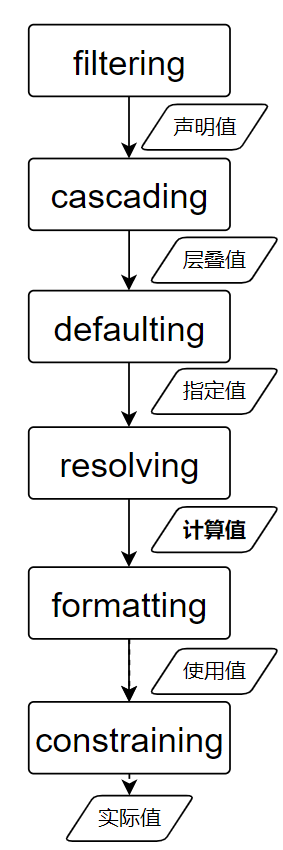 filtering
声明值
cascading
层叠值
defaulting
指定值
resolving
计算值
formatting
使用值
constraining
实际值